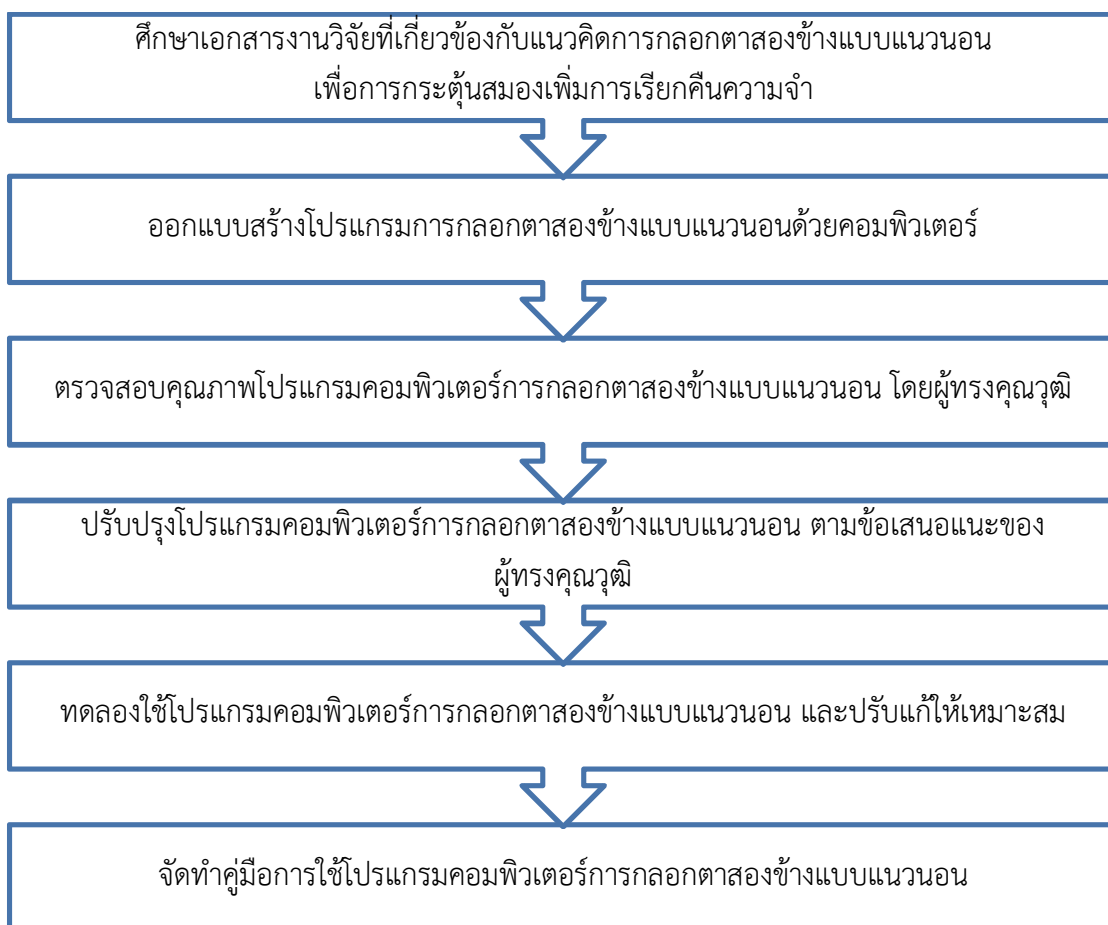 ศึกษาเอกสารงานวิจัยที่เกี่ยวข้องกับแนวคิดการกลอกตาสองข้างแบบแนวนอน
เพื่อการกระตุ้นสมองเพิ่มการเรียกคืนความจำ
ออกแบบสร้างโปรแกรมการกลอกตาสองข้างแบบแนวนอนด้วยคอมพิวเตอร์
ตรวจสอบคุณภาพโปรแกรมคอมพิวเตอร์การกลอกตาสองข้างแบบแนวนอน โดยผู้ทรงคุณวุฒิ
ปรับปรุงโปรแกรมคอมพิวเตอร์การกลอกตาสองข้างแบบแนวนอน ตามข้อเสนอแนะของ
ผู้ทรงคุณวุฒิ
ทดลองใช้โปรแกรมคอมพิวเตอร์การกลอกตาสองข้างแบบแนวนอน และปรับแก้ให้เหมาะสม
จัดทำคู่มือการใช้โปรแกรมคอมพิวเตอร์การกลอกตาสองข้างแบบแนวนอน